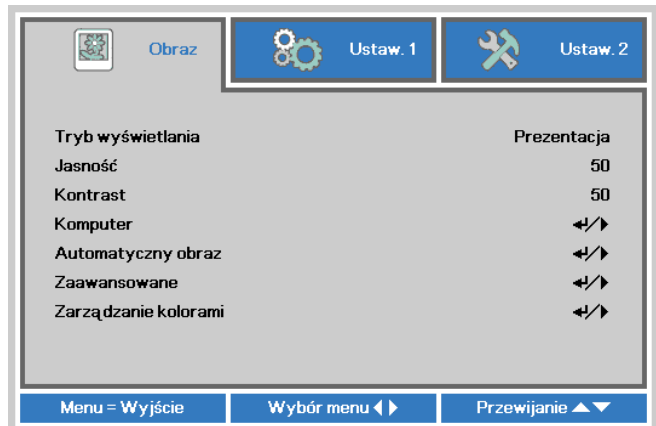 Obraz Ustaw. 1 Ustaw. 2
Tryb wyświetlania Prezentacja
Jasność 50
Kontrast 50
Komputer ↵/▶
Automatyczny obraz ↵/▶
Zaawansowane ↵/▶
Zarządzanie kolorami ↵/▶
Menu = Wyjście Wybór menu ◀▶ Przewijanie ▲▼